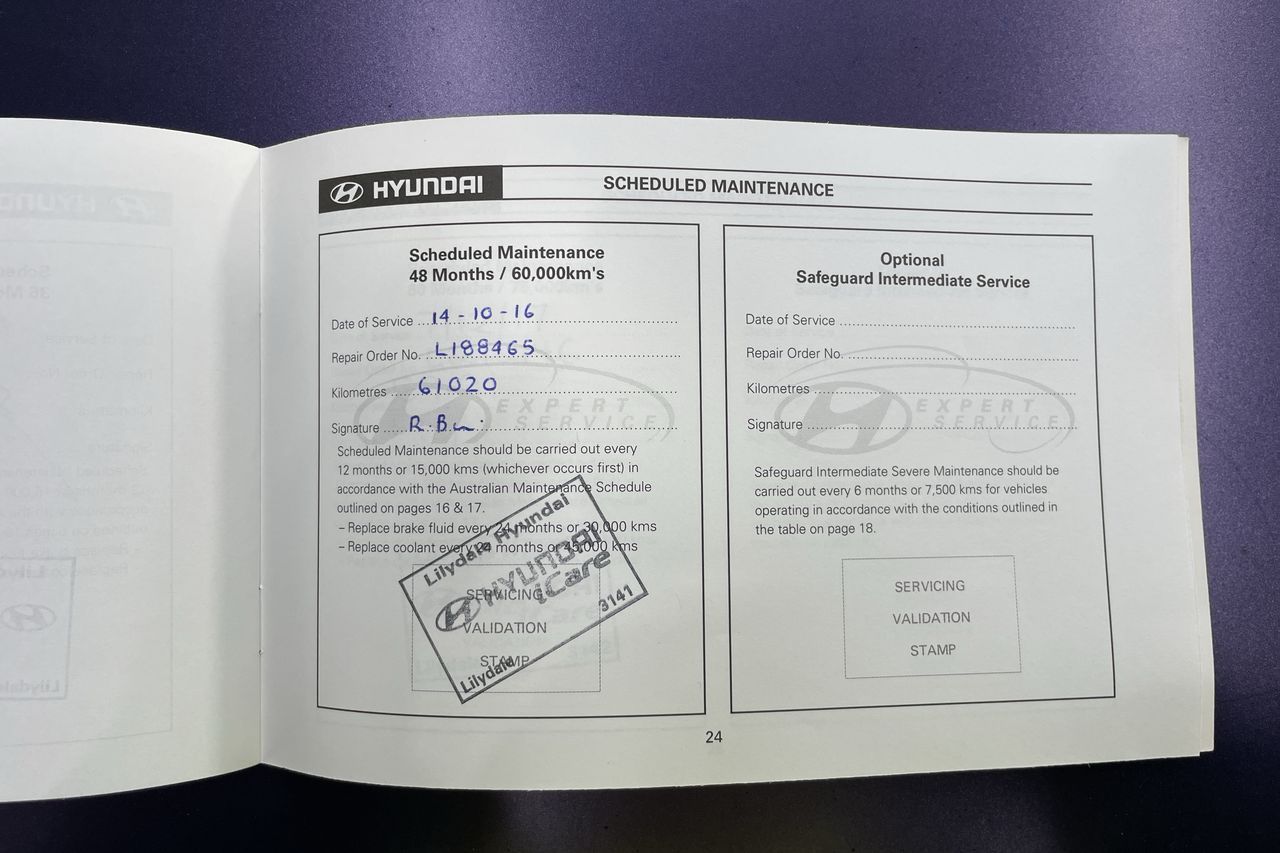 HYUNDAI
SCHEDULED MAINTENANCE
Scheduled Maintenance
48 Months / 60,000km's
Date of Service ... 14 - 10 - 16
Repair Order No. ... L188465
Kilometres ... 61020
Signature ... R.B
EXPERT
SERVICE
Scheduled Maintenance should be carried out every
12 months or 15,000 kms (whichever occurs first) in
accordance with the Australian Maintenance Schedule
outlined on pages 16 & 17.
– Replace brake fluid every 24 months or 30,000 kms
– Replace coolant every 24 months or 45,000 kms
Lilydale Hyundai
HYUNDAI
iCare
3141
Lilydale
SERVICING
VALIDATION
STAMP
Optional
Safeguard Intermediate Service
Date of Service
Repair Order No.
Kilometres
Signature
EXPERT
SERVICE
Safeguard Intermediate Severe Maintenance should be
carried out every 6 months or 7,500 kms for vehicles
operating in accordance with the conditions outlined in
the table on page 18.
SERVICING
VALIDATION
STAMP
24